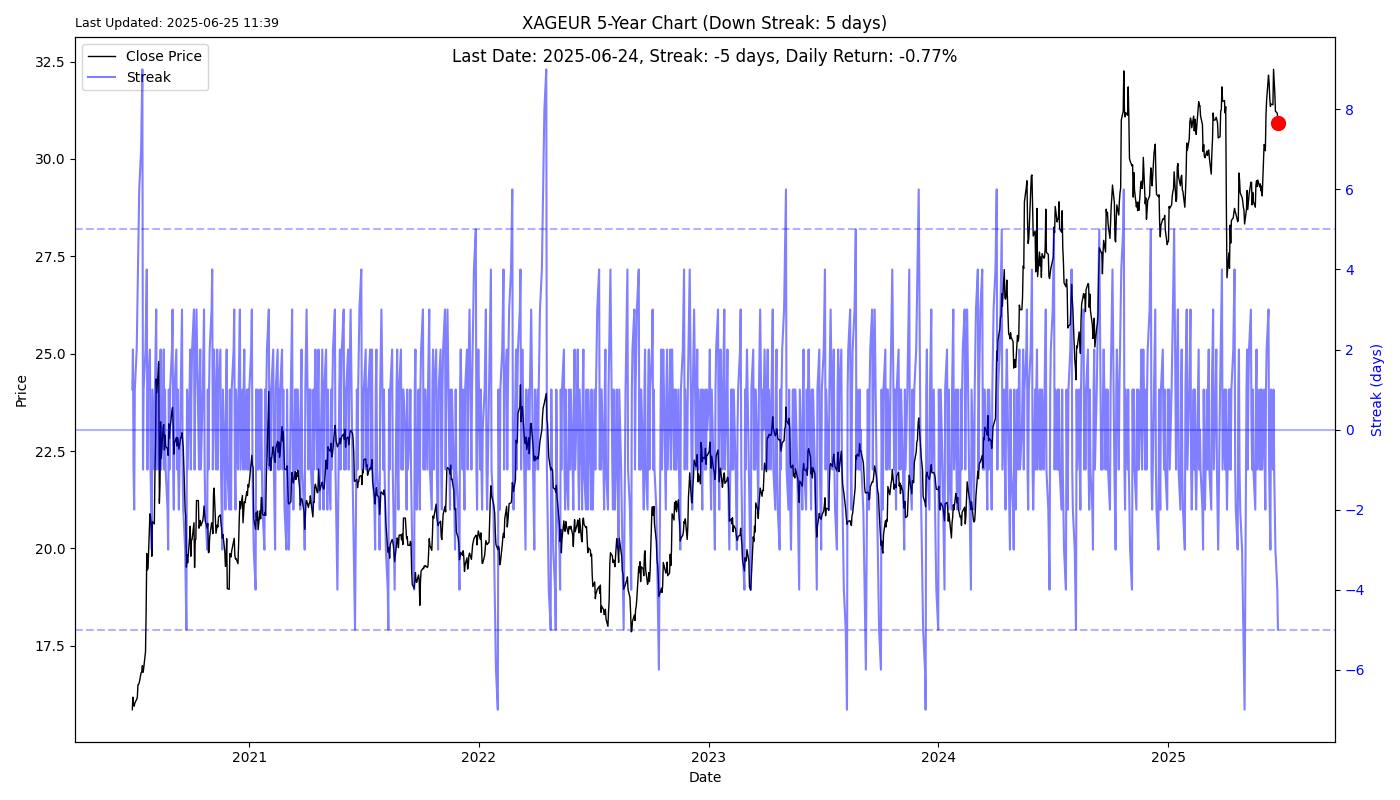 Last Updated: 2025-06-25 11:39
XAGEUR 5-Year Chart (Down Streak: 5 days)
Last Date: 2025-06-24, Streak: -5 days, Daily Return: -0.77%
Close Price
Streak
32.5
30.0
27.5
25.0
22.5
20.0
17.5
Price
8
6
4
2
0
−2
−4
−6
Streak (days)
2021
2022
2023
2024
2025
Date